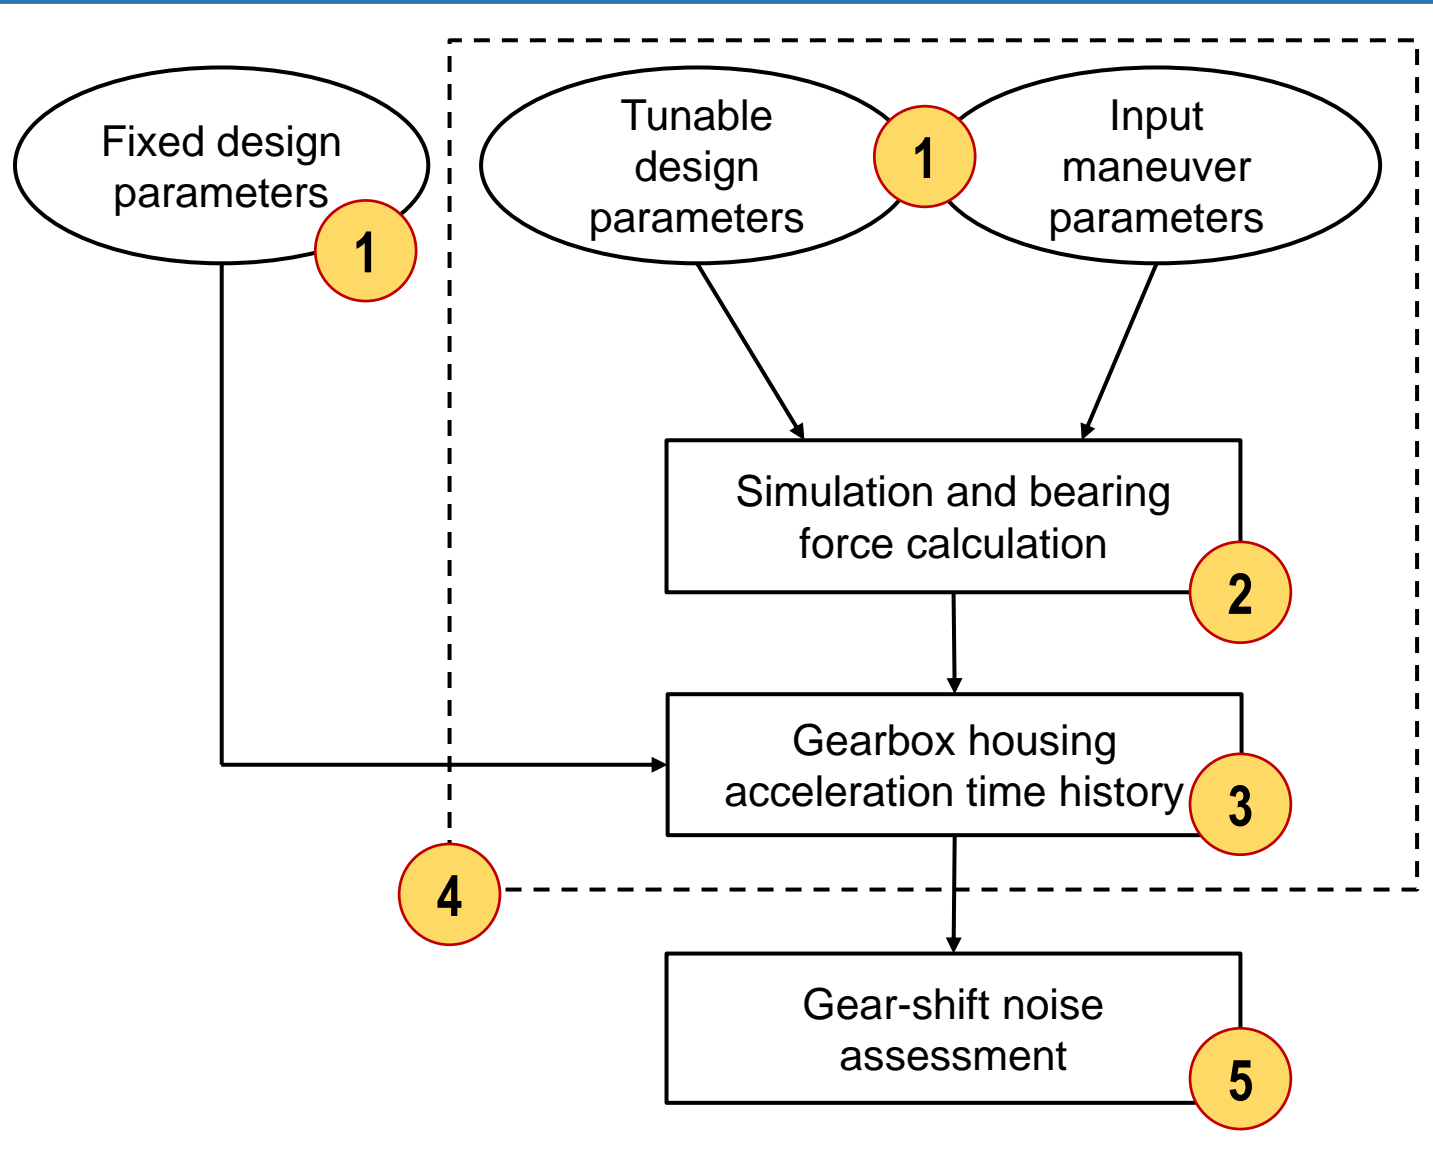 Fixed design
parameters
1
Tunable
design
parameters
1
Input
maneuver
parameters
Simulation and bearing
force calculation
2
Gearbox housing
acceleration time history
3
4
Gear-shift noise
assessment
5